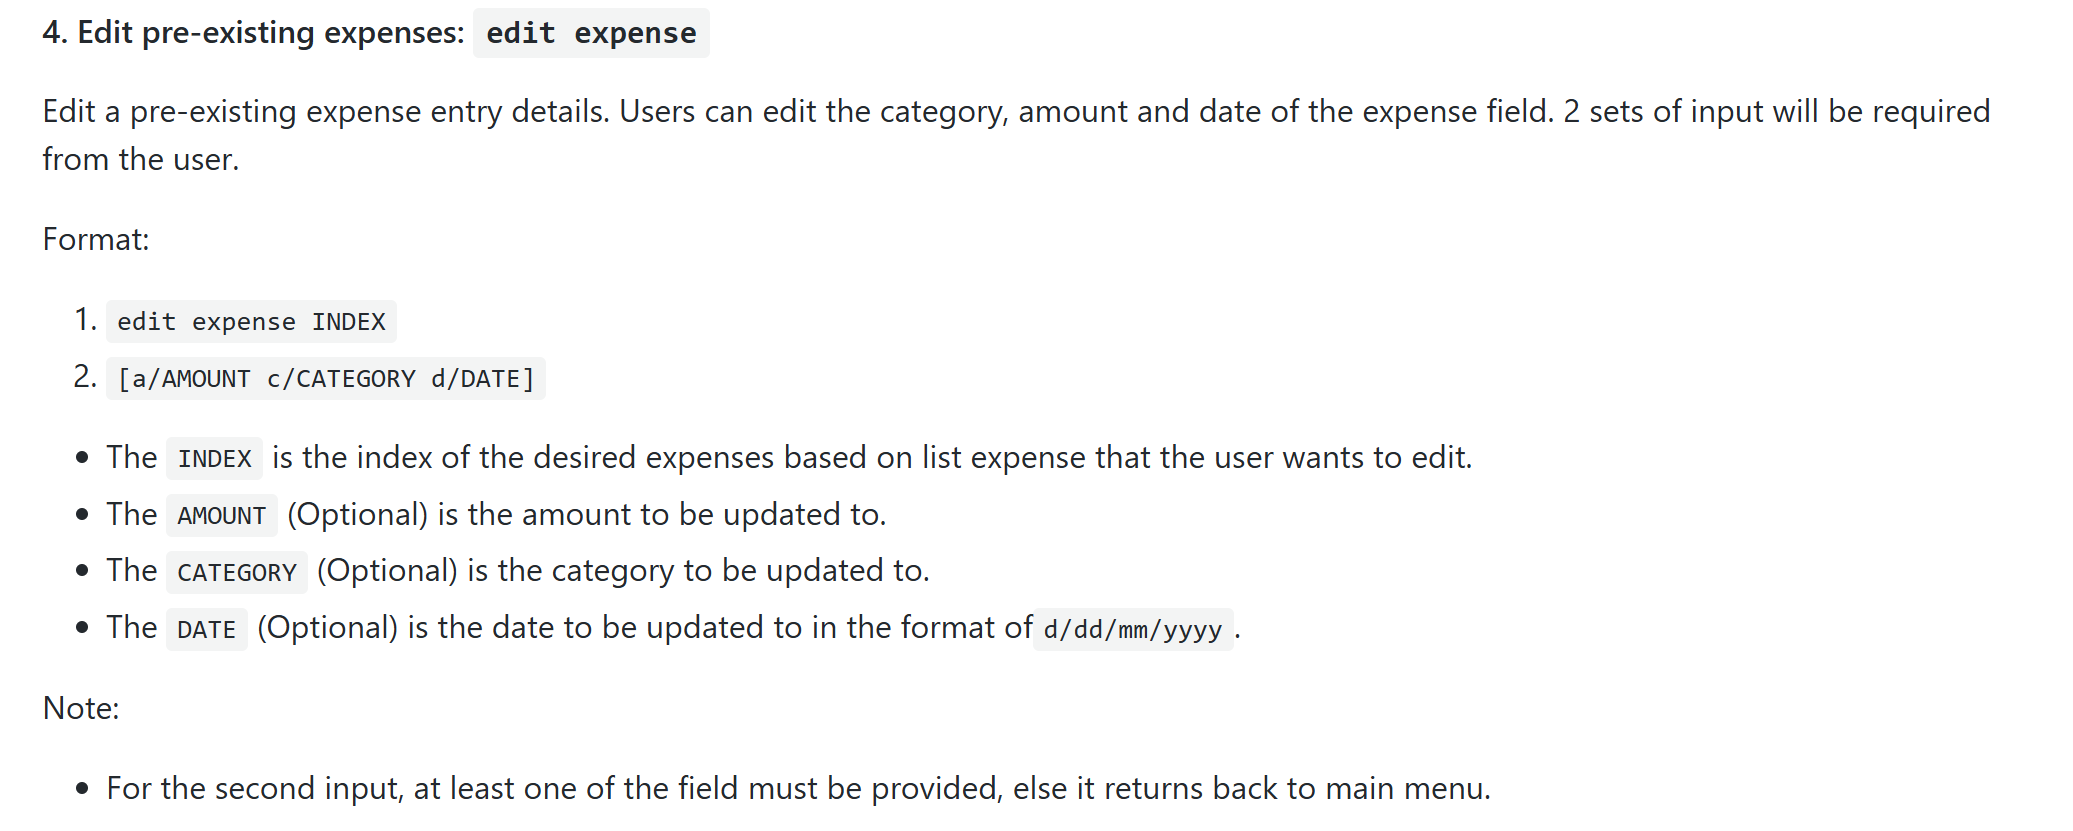 4. Edit pre-existing expenses: edit expense
Edit a pre-existing expense entry details. Users can edit the category, amount and date of the expense field. 2 sets of input will be required
from the user.
Format:
1. edit expense INDEX
2. [a/AMOUNT c/CATEGORY d/DATE]
• The INDEX is the index of the desired expenses based on list expense that the user wants to edit.
• The AMOUNT (Optional) is the amount to be updated to.
• The CATEGORY (Optional) is the category to be updated to.
• The DATE (Optional) is the date to be updated to in the format of d/dd/mm/yyyy.
Note:
• For the second input, at least one of the field must be provided, else it returns back to main menu.